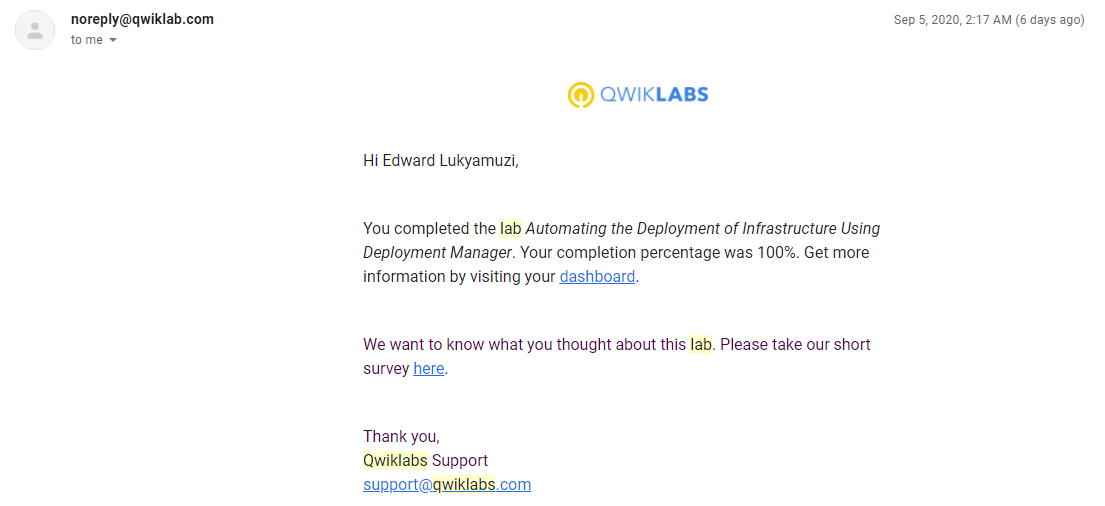 noreply@qwiklab.com
Sep 5, 2020, 2:17 AM (6 days ago)
to me
QWIKLABS
Hi Edward Lukyamuzi,
You completed the lab Automating the Deployment of Infrastructure Using
Deployment Manager. Your completion percentage was 100%. Get more
information by visiting your dashboard.
We want to know what you thought about this lab. Please take our short
survey here.
Thank you,
Qwiklabs Support
support@qwiklabs.com